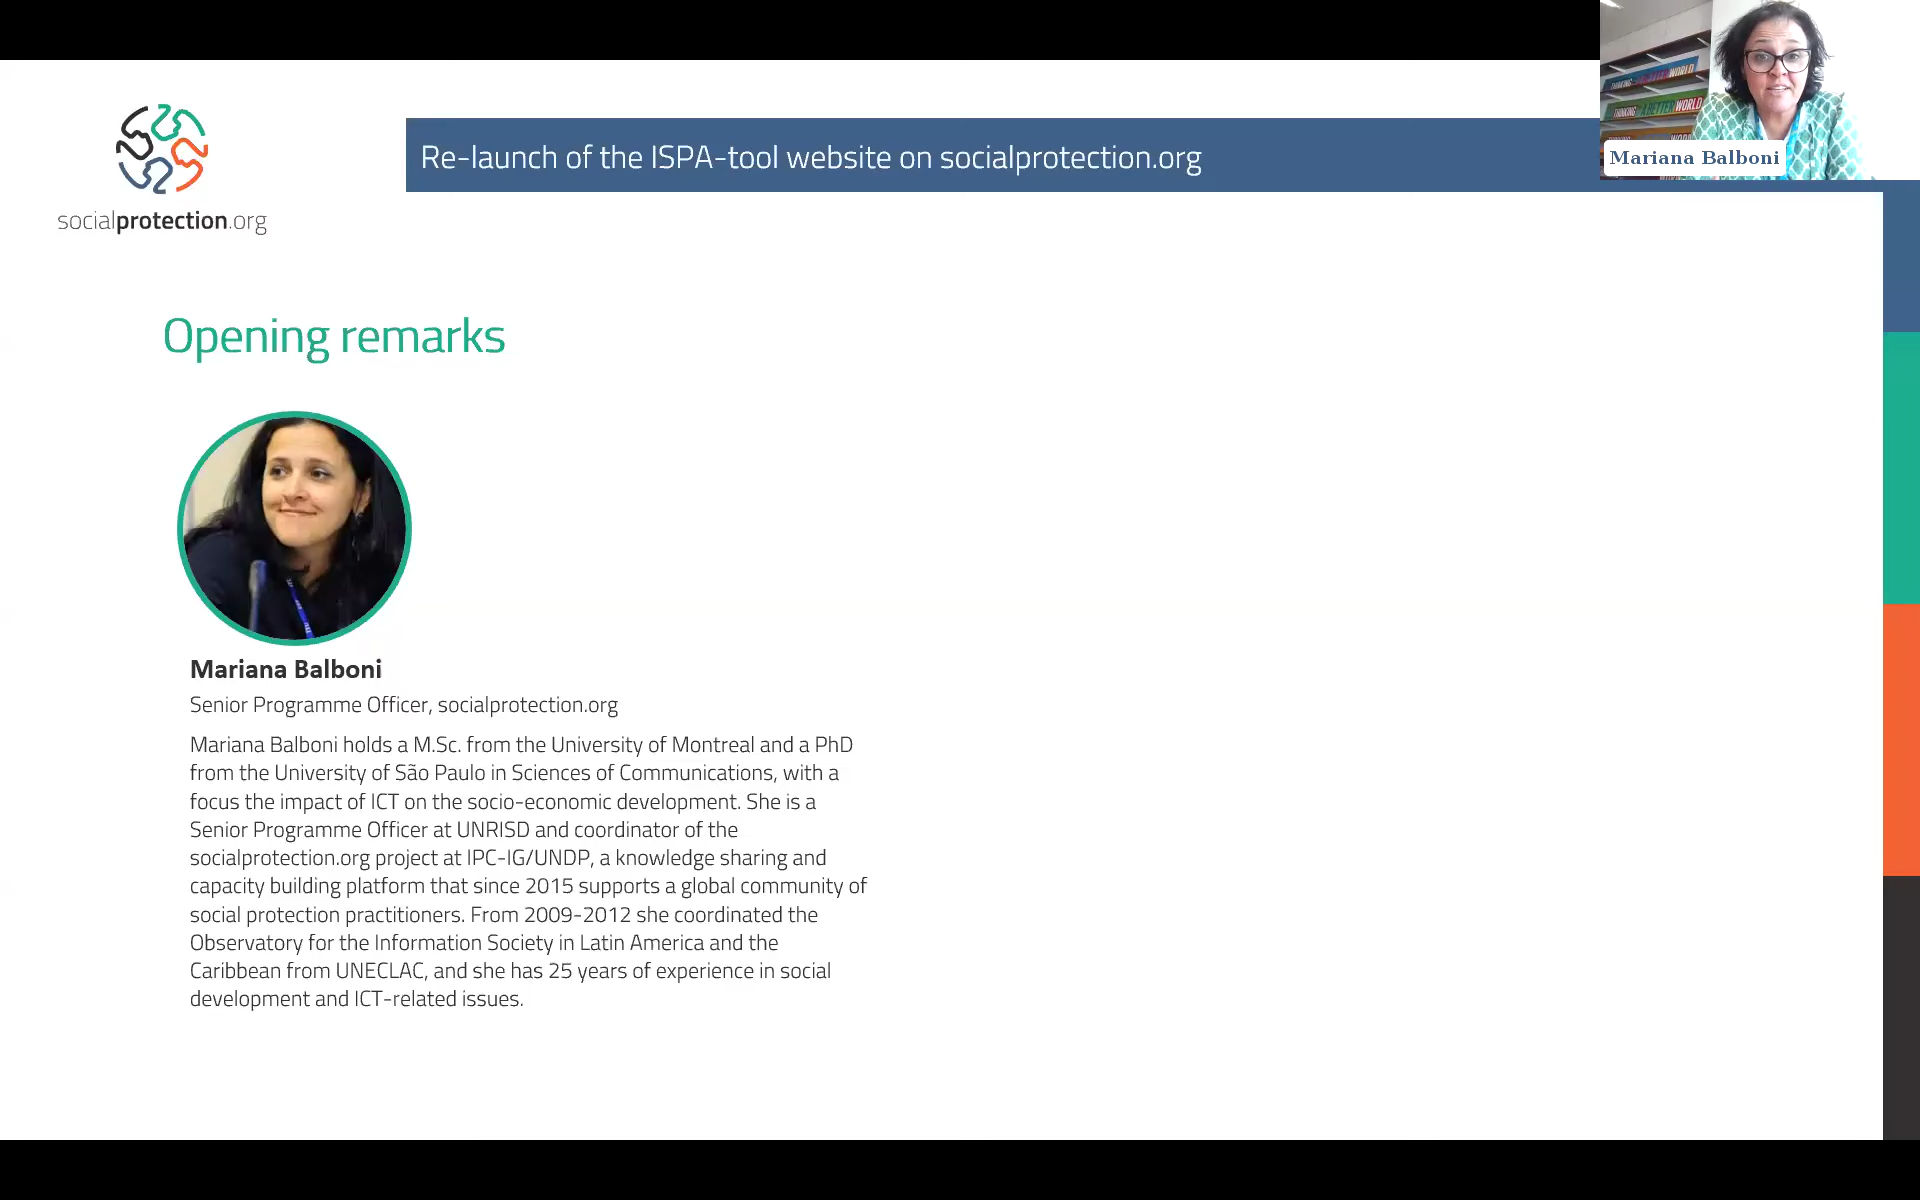 Re-launch of the ISPA-tool website on socialprotection.org
THINKING A BETTER WORLD
THINKING A BETTER WORLD
Mariana Balboni
socialprotection.org
Opening remarks
Mariana Balboni
Senior Programme Officer, socialprotection.org
Mariana Balboni holds a M.Sc. from the University of Montreal and a PhD
from the University of São Paulo in Sciences of Communications, with a
focus the impact of ICT on the socio-economic development. She is a
Senior Programme Officer at UNRISD and coordinator of the
socialprotection.org project at IPC-IG/UNDP, a knowledge sharing and
capacity building platform that since 2015 supports a global community of
social protection practitioners. From 2009-2012 she coordinated the
Observatory for the Information Society in Latin America and the
Caribbean from UNECLAC, and she has 25 years of experience in social
development and ICT-related issues.